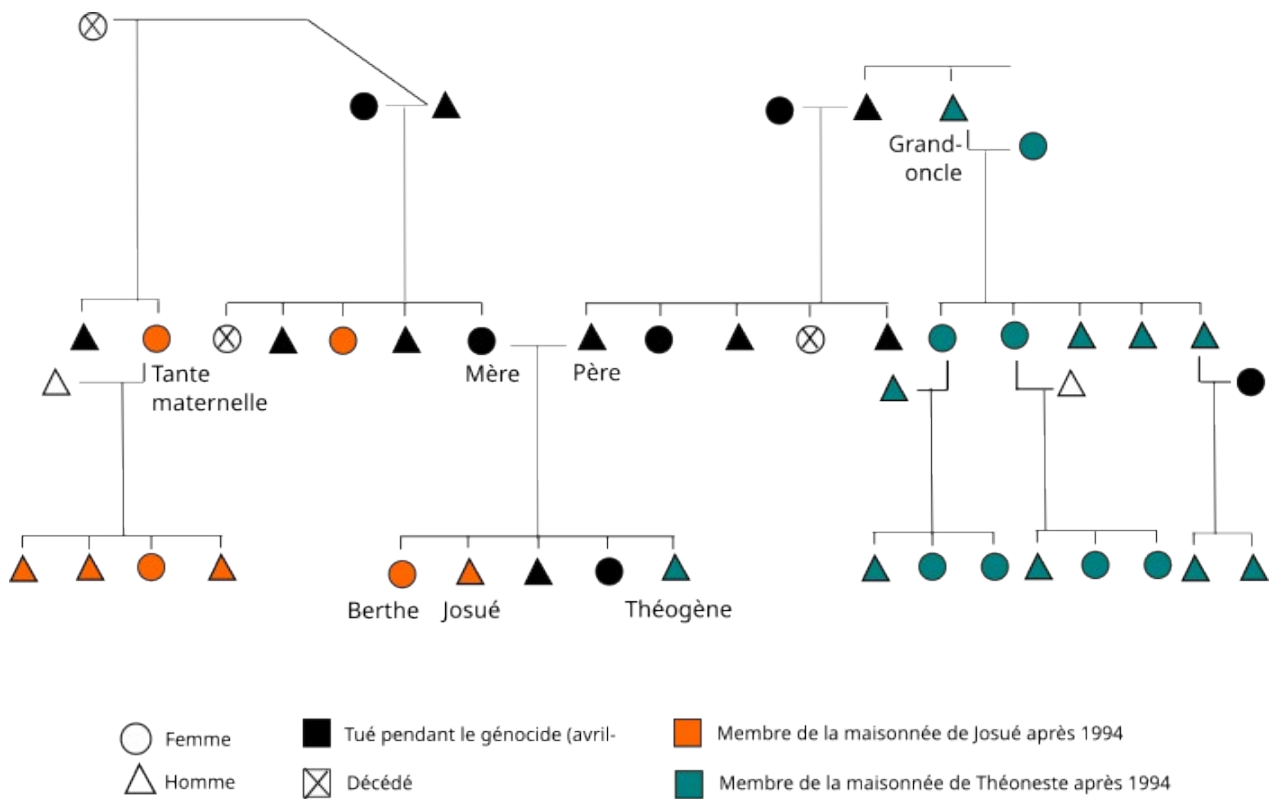 Grand-
oncle
Tante
maternelle
Mère
Père
Berthe
Josué
Théogène
Femme
Tué pendant le génocide (avril-
Membre de la maisonnée de Josué après 1994
Homme
Décédé
Membre de la maisonnée de Théoneste après 1994